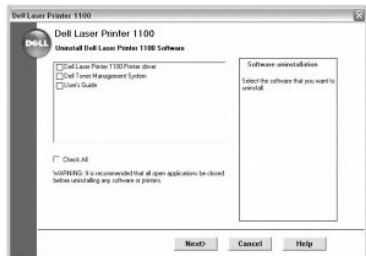 Dell Laser Printer 1100
DELL
Dell Laser Printer 1100
Uninstall Dell Laser Printer 1100 Software
Dell Laser Printer 1100 Printer driver
Dell Toner Management System
User's Guide
Software uninstallation
Select the software that you want to
uninstall.
Check All
WARNING: It is recommended that all open applications be closed
before uninstalling any software or printers.
Next>
Cancel
Help